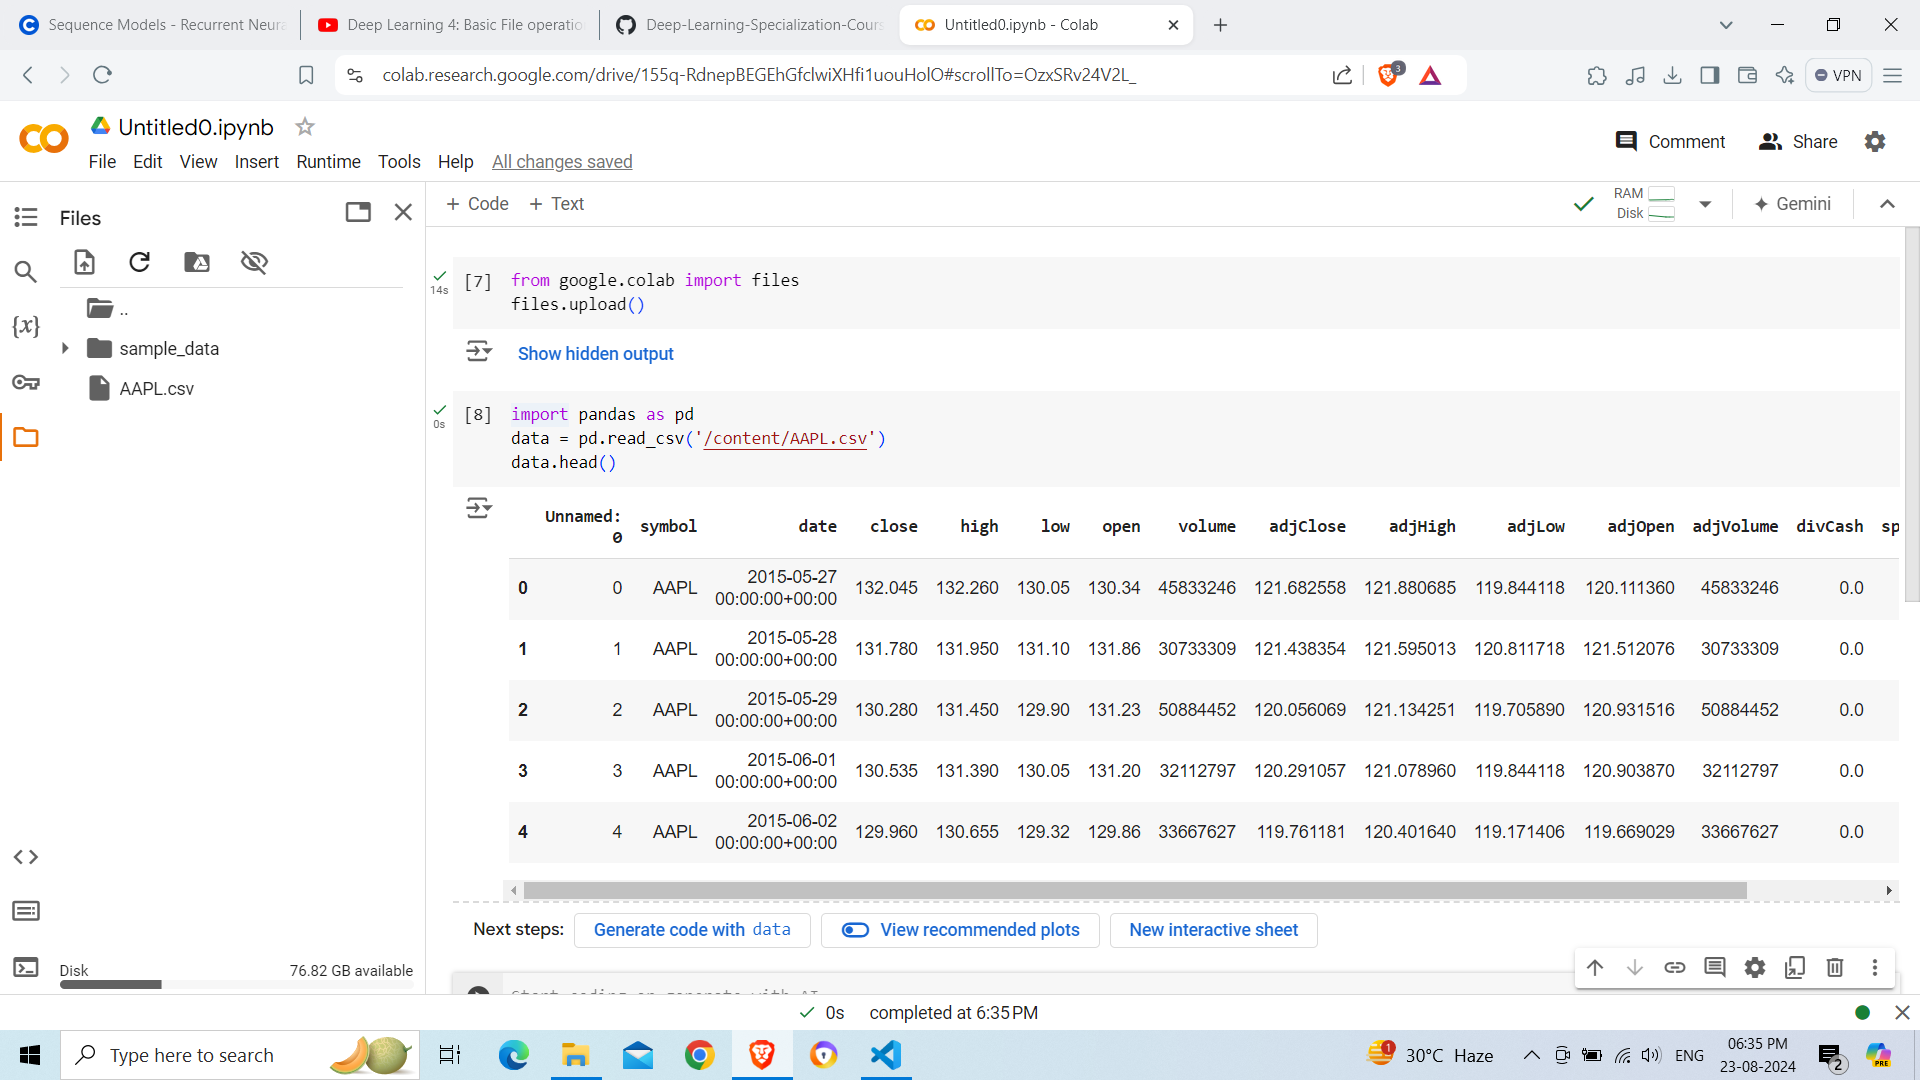 Sequence Models - Recurrent Neura
Deep Learning 4: Basic File operatio
Deep-Learning-Specialization-Cours
Untitled0.ipynb - Colab
colab.research.google.com/drive/155q-RdnepBEGEhGfclwiXHfi1uouHolO#scrollTo=OzxSRv24V2L_
3
VPN
Untitled0.ipynb
File Edit View Insert Runtime Tools Help All changes saved
Comment Share
Files
+ Code + Text
RAM
Disk
Gemini
..
sample_data
AAPL.csv
14s
[7] from google.colab import files
files.upload()
Show hidden output
0s
[8] import pandas as pd
data = pd.read_csv('/content/AAPL.csv')
data.head()
Unnamed: 0 symbol date close high low open volume adjClose adjHigh adjLow adjOpen adjVolume divCash sp
0 0 AAPL 2015-05-27 00:00:00+00:00 132.045 132.260 130.05 130.34 45833246 121.682558 121.880685 119.844118 120.111360 45833246 0.0
1 1 AAPL 2015-05-28 00:00:00+00:00 131.780 131.950 131.10 131.86 30733309 121.438354 121.595013 120.811718 121.512076 30733309 0.0
2 2 AAPL 2015-05-29 00:00:00+00:00 130.280 131.450 129.90 131.23 50884452 120.056069 121.134251 119.705890 120.931516 50884452 0.0
3 3 AAPL 2015-06-01 00:00:00+00:00 130.535 131.390 130.05 131.20 32112797 120.291057 121.078960 119.844118 120.903870 32112797 0.0
4 4 AAPL 2015-06-02 00:00:00+00:00 129.960 130.655 129.32 129.86 33667627 119.761181 120.401640 119.171406 119.669029 33667627 0.0
Next steps: Generate code with data View recommended plots New interactive sheet
Start coding or generate with AI
Disk 76.82 GB available
0s completed at 6:35 PM
Type here to search
1
30°C Haze
ENG
06:35 PM
23-08-2024
2
PRE